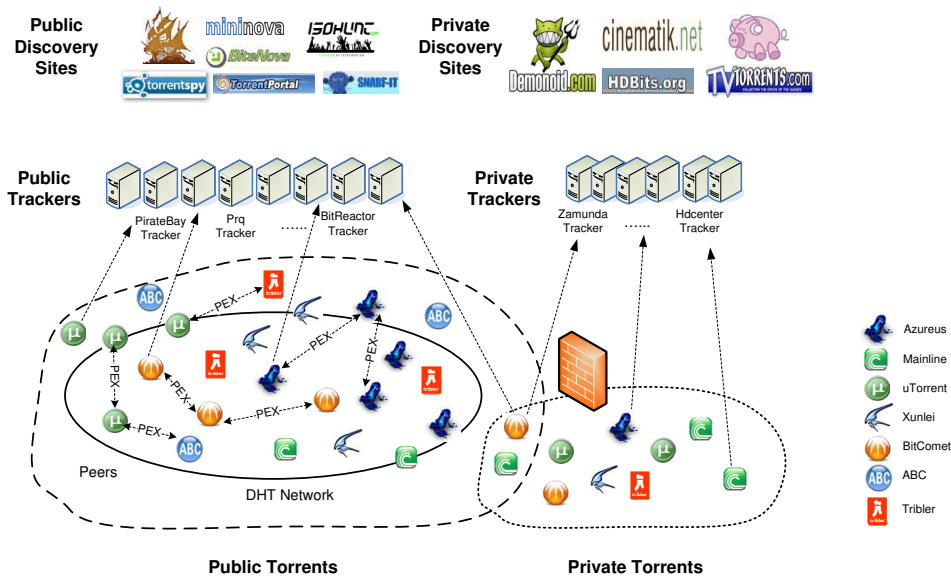 Public
Discovery
Sites
mininova
ISOHUNT
BiteNova
torrentspy
TorrentPortal
SNARF-IT
Private
Discovery
Sites
cinematik.net
Demonoid.com
HDBits.org
TVTORRENTS.com
Public
Trackers
PirateBay
Tracker
Prq
Tracker
......
BitReactor
Tracker
Private
Trackers
Zamunda
Tracker
......
Hdcenter
Tracker
ABC
PEX
tribler
µ
µ
µ
ABC
PEX
PEX
PEX
tribler
tribler
PEX
PEX
µ
PEX
ABC
Peers
DHT Network
µ
µ
tribler
Azureus
Mainline
µ
uTorrent
Xunlei
BitComet
ABC
ABC
tribler
Tribler
Public Torrents
Private Torrents